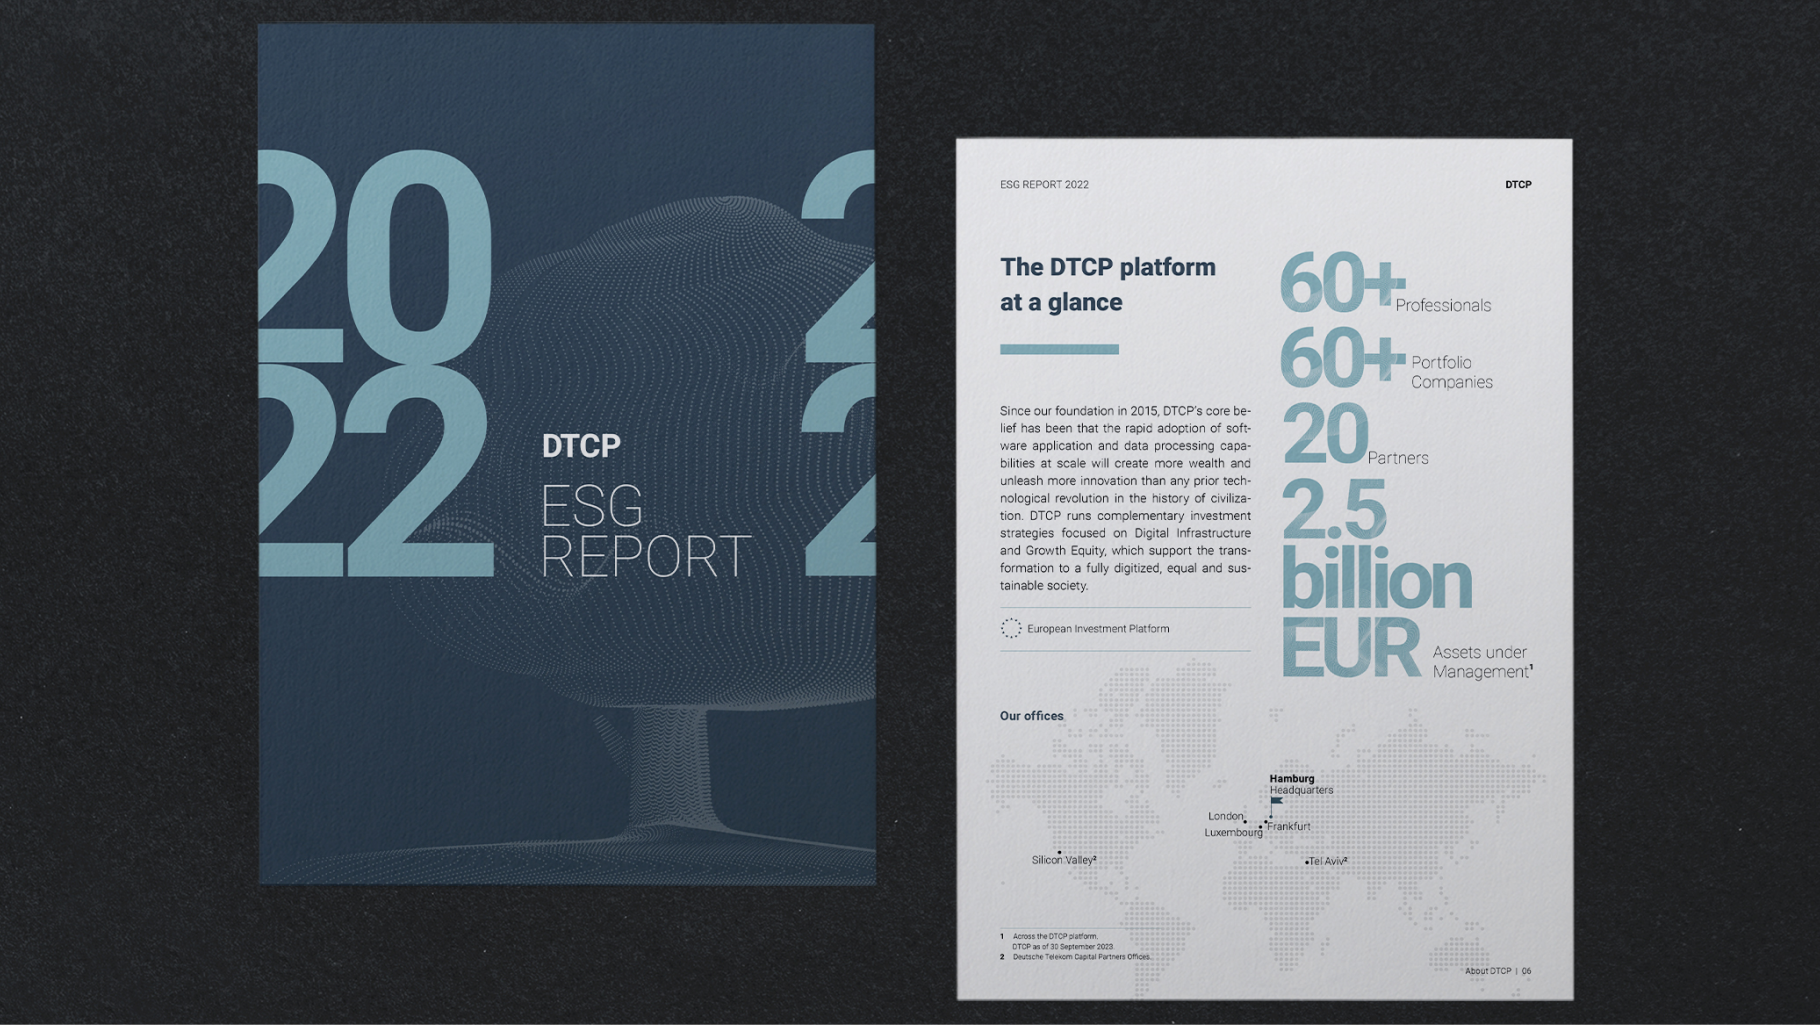 20
22
2
2
DTCP
ESG
REPORT
ESG REPORT 2022
DTCP
The DTCP platform
at a glance
Since our foundation in 2015, DTCP's core be-
lief has been that the rapid adoption of soft-
ware application and data processing capa-
bilities at scale will create more wealth and
unleash more innovation than any prior tech-
nological revolution in the history of civiliza-
tion. DTCP runs complementary investment
strategies focused on Digital Infrastructure
and Growth Equity, which support the trans-
formation to a fully digitized, equal and sus-
tainable society.
European Investment Platform
60+ Professionals
60+ Portfolio
Companies
20 Partners
2.5
billion
EUR Assets under
Management¹
Our offices
Hamburg
Headquarters
London
Frankfurt
Luxembourg
Silicon Valley²
Tel Aviv²
1 Across the DTCP platform.
DTCP as of 30 September 2023.
2 Deutsche Telekom Capital Partners Offices.
About DTCP | 06